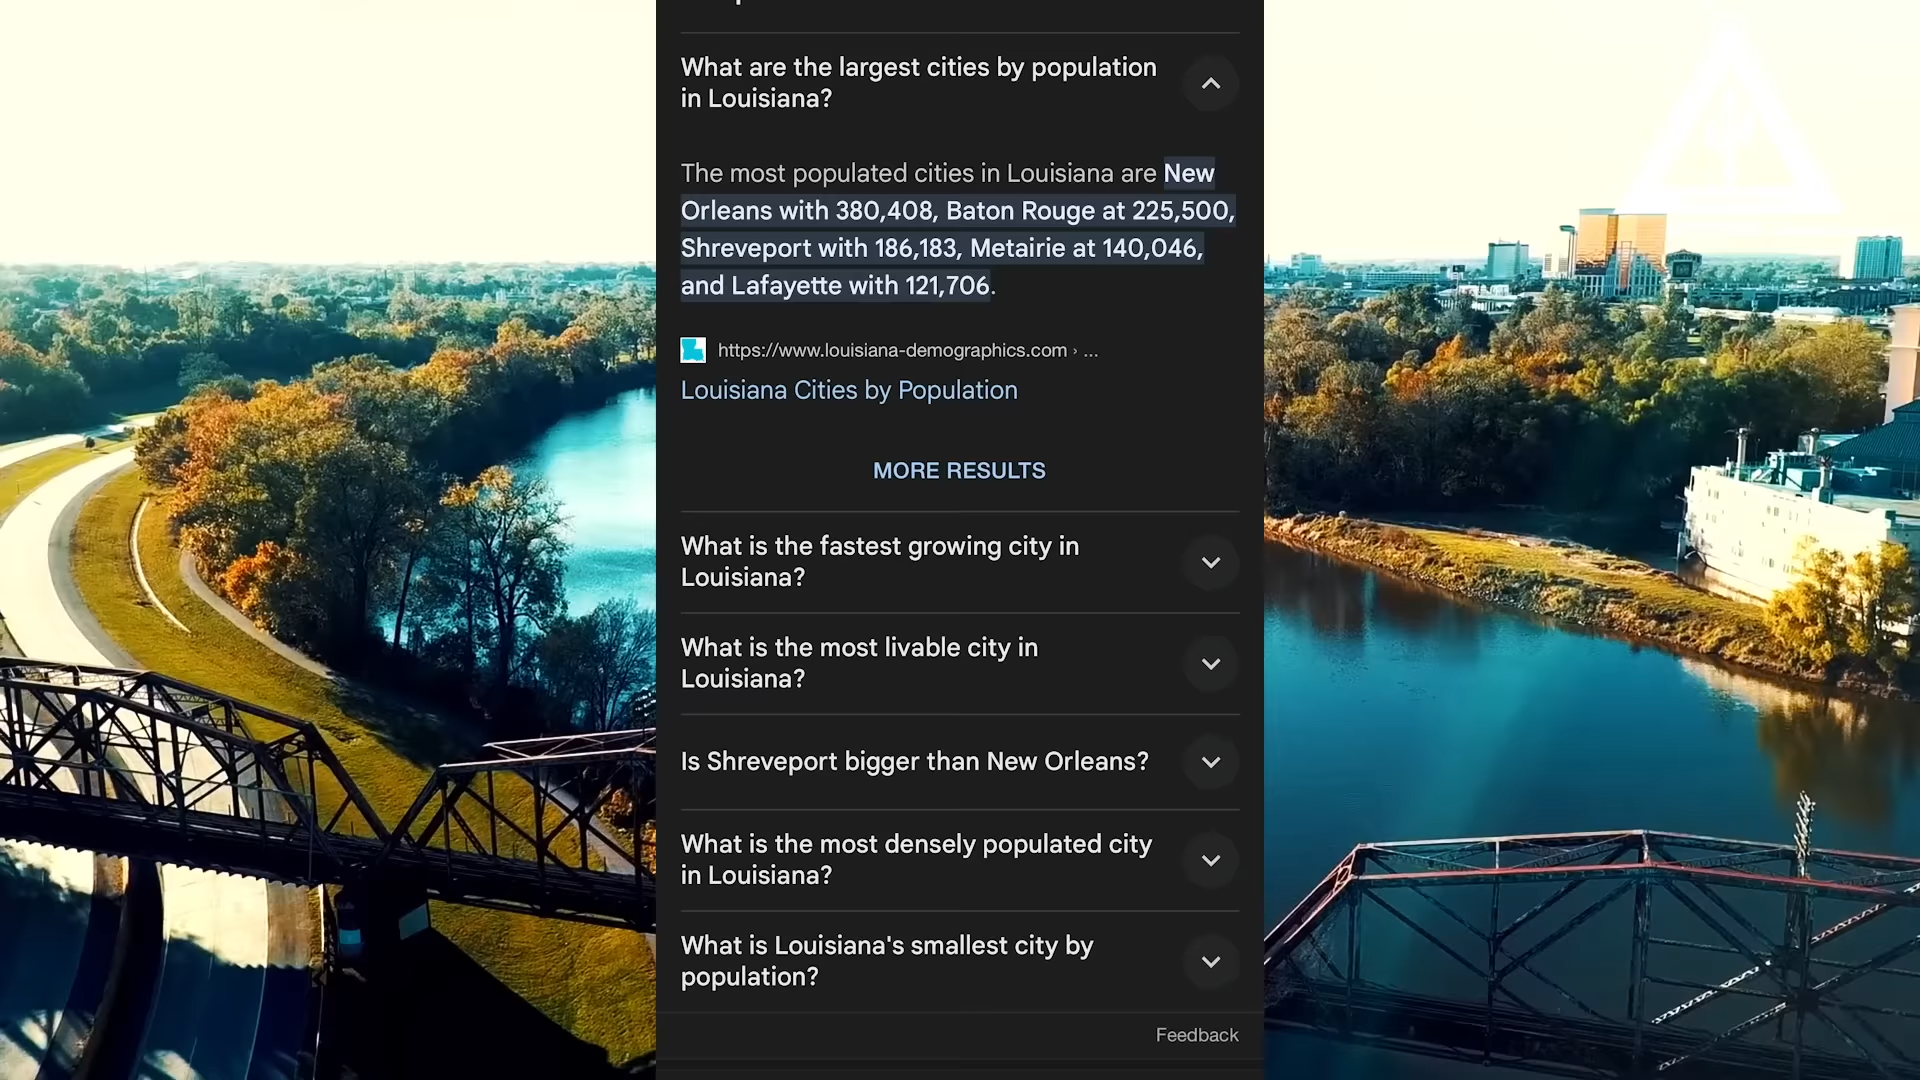 What are the largest cities by population
in Louisiana?
The most populated cities in Louisiana are New
Orleans with 380,408, Baton Rouge at 225,500,
Shreveport with 186,183, Metairie at 140,046,
and Lafayette with 121,706.
https://www.louisiana-demographics.com › ...
Louisiana Cities by Population
MORE RESULTS
What is the fastest growing city in
Louisiana?
What is the most livable city in
Louisiana?
Is Shreveport bigger than New Orleans?
What is the most densely populated city
in Louisiana?
What is Louisiana's smallest city by
population?
Feedback